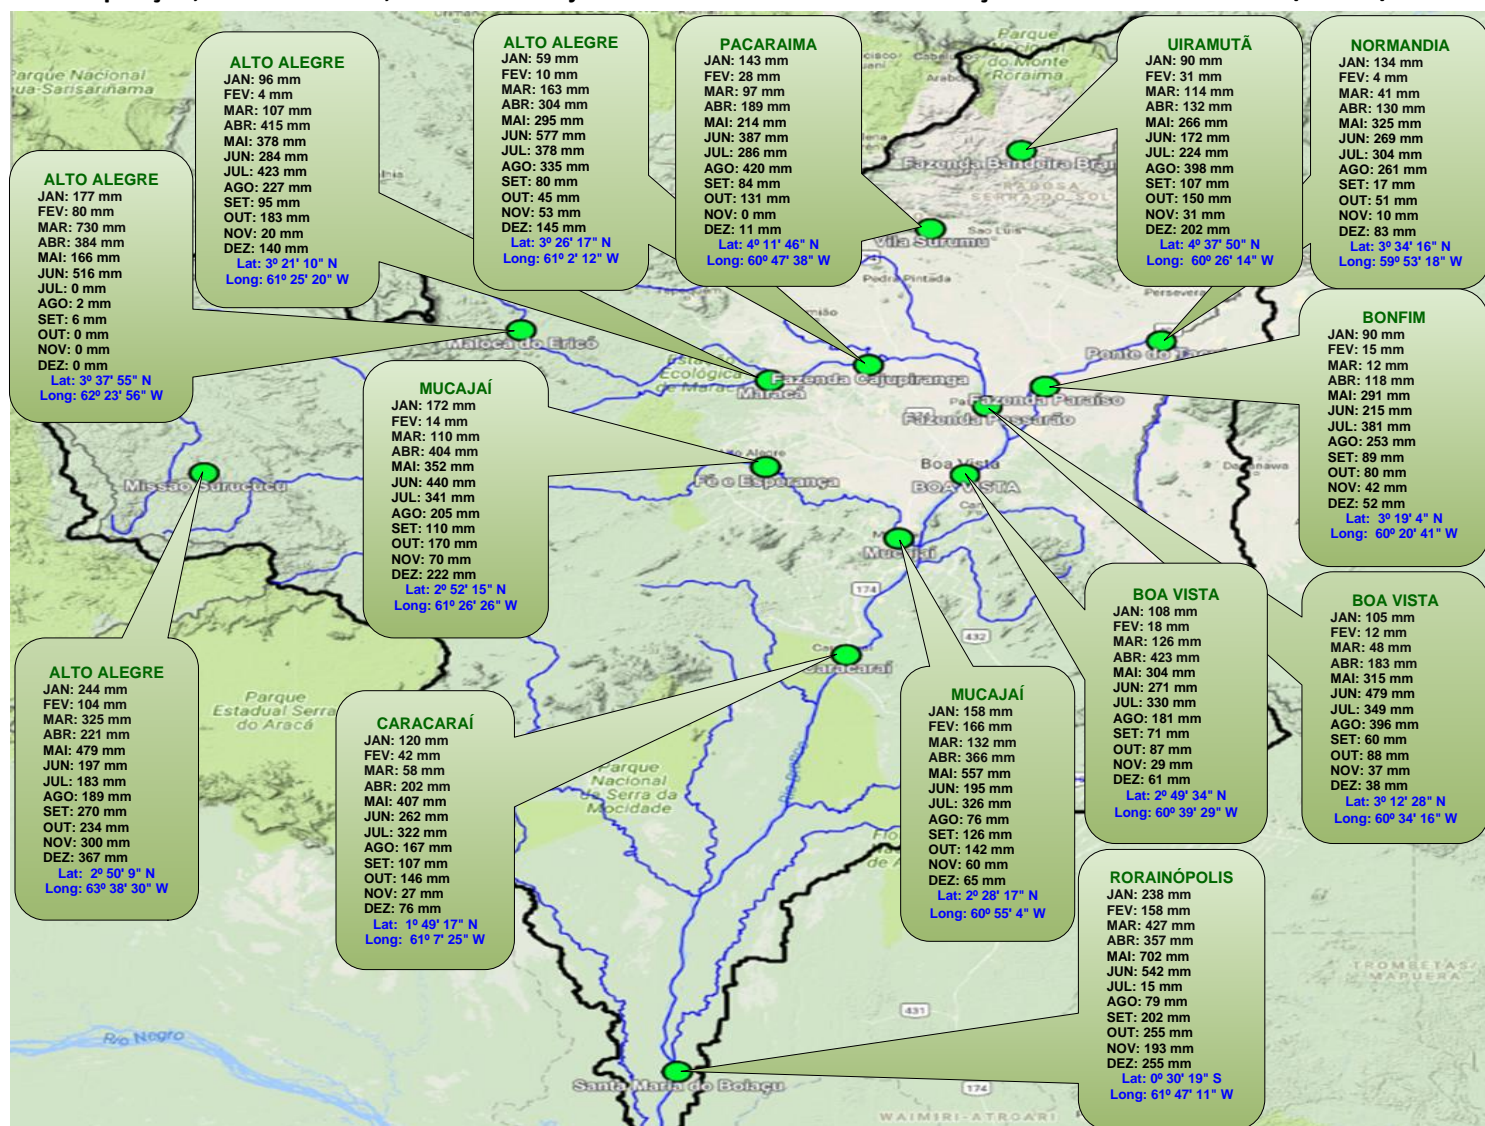 ALTO ALEGRE
JAN: 177 mm
FEV: 80 mm
MAR: 730 mm
ABR: 384 mm
MAI: 166 mm
JUN: 516 mm
JUL: 0 mm
AGO: 2 mm
SET: 6 mm
OUT: 0 mm
NOV: 0 mm
DEZ: 0 mm
Lat: 3º 37' 55" N
Long: 62º 23' 56" W
ALTO ALEGRE
JAN: 96 mm
FEV: 4 mm
MAR: 107 mm
ABR: 415 mm
MAI: 378 mm
JUN: 284 mm
JUL: 423 mm
AGO: 227 mm
SET: 95 mm
OUT: 183 mm
NOV: 20 mm
DEZ: 140 mm
Lat: 3º 21' 10" N
Long: 61º 25' 20" W
ALTO ALEGRE
JAN: 59 mm
FEV: 10 mm
MAR: 163 mm
ABR: 304 mm
MAI: 295 mm
JUN: 577 mm
JUL: 378 mm
AGO: 335 mm
SET: 80 mm
OUT: 45 mm
NOV: 53 mm
DEZ: 145 mm
Lat: 3º 26' 17" N
Long: 61º 2' 12" W
PACARAIMA
JAN: 143 mm
FEV: 28 mm
MAR: 97 mm
ABR: 189 mm
MAI: 214 mm
JUN: 387 mm
JUL: 286 mm
AGO: 420 mm
SET: 84 mm
OUT: 131 mm
NOV: 0 mm
DEZ: 11 mm
Lat: 4º 11' 46" N
Long: 60º 47' 38" W
UIRAMUTÃ
JAN: 90 mm
FEV: 31 mm
MAR: 114 mm
ABR: 132 mm
MAI: 266 mm
JUN: 172 mm
JUL: 224 mm
AGO: 398 mm
SET: 107 mm
OUT: 150 mm
NOV: 31 mm
DEZ: 202 mm
Lat: 4º 37' 50" N
Long: 60º 26' 14" W
NORMANDIA
JAN: 134 mm
FEV: 4 mm
MAR: 41 mm
ABR: 130 mm
MAI: 325 mm
JUN: 269 mm
JUL: 304 mm
AGO: 261 mm
SET: 17 mm
OUT: 51 mm
NOV: 10 mm
DEZ: 83 mm
Lat: 3º 34' 16" N
Long: 59º 53' 18" W
BONFIM
JAN: 90 mm
FEV: 15 mm
MAR: 12 mm
ABR: 118 mm
MAI: 291 mm
JUN: 215 mm
JUL: 381 mm
AGO: 253 mm
SET: 89 mm
OUT: 80 mm
NOV: 42 mm
DEZ: 52 mm
Lat: 3º 19' 4" N
Long: 60º 20' 41" W
MUCAJAÍ
JAN: 172 mm
FEV: 14 mm
MAR: 110 mm
ABR: 404 mm
MAI: 352 mm
JUN: 440 mm
JUL: 341 mm
AGO: 205 mm
SET: 110 mm
OUT: 170 mm
NOV: 70 mm
DEZ: 222 mm
Lat: 2º 52' 15" N
Long: 61º 26' 26" W
ALTO ALEGRE
JAN: 244 mm
FEV: 104 mm
MAR: 325 mm
ABR: 221 mm
MAI: 479 mm
JUN: 197 mm
JUL: 183 mm
AGO: 189 mm
SET: 270 mm
OUT: 234 mm
NOV: 300 mm
DEZ: 367 mm
Lat: 2º 50' 9" N
Long: 63º 38' 30" W
CARACARAÍ
JAN: 120 mm
FEV: 42 mm
MAR: 58 mm
ABR: 202 mm
MAI: 407 mm
JUN: 262 mm
JUL: 322 mm
AGO: 167 mm
SET: 107 mm
OUT: 146 mm
NOV: 27 mm
DEZ: 76 mm
Lat: 1º 49' 17" N
Long: 61º 7' 25" W
MUCAJAÍ
JAN: 158 mm
FEV: 166 mm
MAR: 132 mm
ABR: 366 mm
MAI: 557 mm
JUN: 195 mm
JUL: 326 mm
AGO: 76 mm
SET: 126 mm
OUT: 142 mm
NOV: 60 mm
DEZ: 65 mm
Lat: 2º 28' 17" N
Long: 60º 55' 4" W
BOA VISTA
JAN: 108 mm
FEV: 18 mm
MAR: 126 mm
ABR: 423 mm
MAI: 304 mm
JUN: 271 mm
JUL: 330 mm
AGO: 181 mm
SET: 71 mm
OUT: 87 mm
NOV: 29 mm
DEZ: 61 mm
Lat: 2º 49' 34" N
Long: 60º 39' 29" W
BOA VISTA
JAN: 105 mm
FEV: 12 mm
MAR: 48 mm
ABR: 183 mm
MAI: 315 mm
JUN: 479 mm
JUL: 349 mm
AGO: 396 mm
SET: 60 mm
OUT: 88 mm
NOV: 37 mm
DEZ: 38 mm
Lat: 3º 12' 28" N
Long: 60º 34' 16" W
RORAINÓPOLIS
JAN: 238 mm
FEV: 158 mm
MAR: 427 mm
ABR: 357 mm
MAI: 702 mm
JUN: 542 mm
JUL: 15 mm
AGO: 79 mm
SET: 202 mm
OUT: 255 mm
NOV: 193 mm
DEZ: 255 mm
Lat: 0º 30' 19" S
Long: 61º 47' 11" W
Parque Nacional
Parque
do Monte
Roraima
Fazenda Bandeira
RAPOSA
SERRA DO SOL
Vila Surumu
Sao Luis
Pedra Pintada
Maloca do Ericó
Estação
Ecológica
de Maracá
Maracá
Fazenda Cajupiranga
Ponte do
Fazenda Paraíso
Fazenda Passarão
Missão Surucucu
Alegre
Fé e Esperança
Boa Vista
BOA VISTA
Mucajaí
174
432
Caracaraí
Parque
Estadual Serra
do Aracá
Parque
Nacional
da Serra da
Mocidade
Rio Branco
Rio Negro
431
174
Santa Maria do Boiaçu
TROMBETAS/
MAPUERA
WAIMIRI-ATROARI